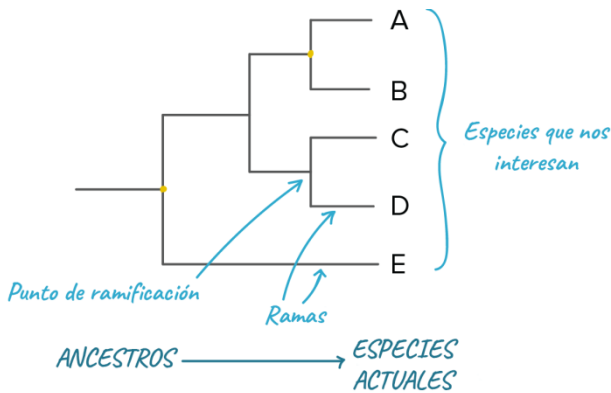 A
B
C
D
E
Especies que nos
interesan
Punto de ramificación
Ramas
ANCESTROS
ESPECIES
ACTUALES